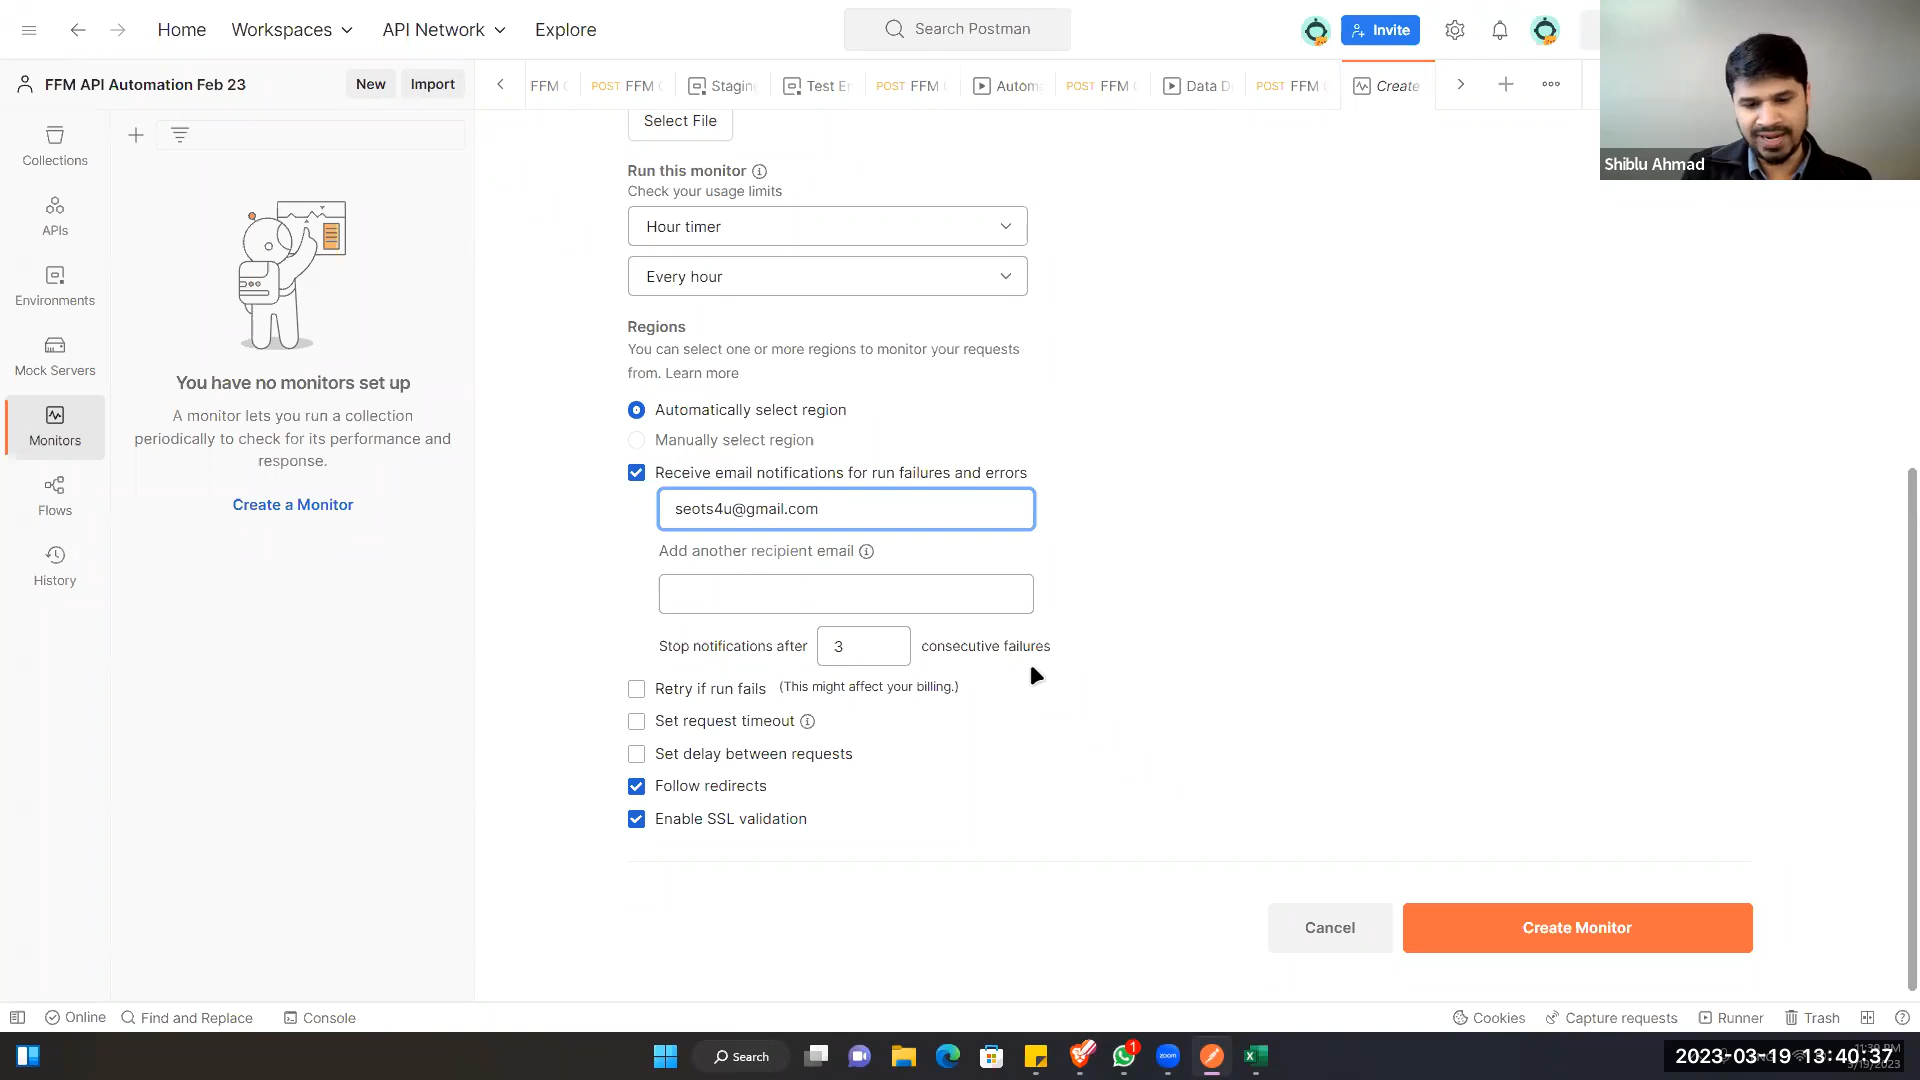 Home
Workspaces
API Network
Explore
Search Postman
Invite
FFM API Automation Feb 23
New
Import
FFM
POST FFM
Staging
Test E
POST FFM
Autom
POST FFM
Data D
POST FFM
Create
Shiblu Ahmad
Collections
APIs
Environments
Mock Servers
Monitors
Flows
History
You have no monitors set up
A monitor lets you run a collection
periodically to check for its performance and
response.
Create a Monitor
Select File
Run this monitor
Check your usage limits
Hour timer
Every hour
Regions
You can select one or more regions to monitor your requests
from. Learn more
Automatically select region
Manually select region
Receive email notifications for run failures and errors
seots4u@gmail.com
Add another recipient email
Stop notifications after 3 consecutive failures
Retry if run fails (This might affect your billing.)
Set request timeout
Set delay between requests
Follow redirects
Enable SSL validation
Cancel
Create Monitor
Online
Find and Replace
Console
Cookies
Capture requests
Runner
Trash
Search
zoom
1
2023-03-19 13:40:37